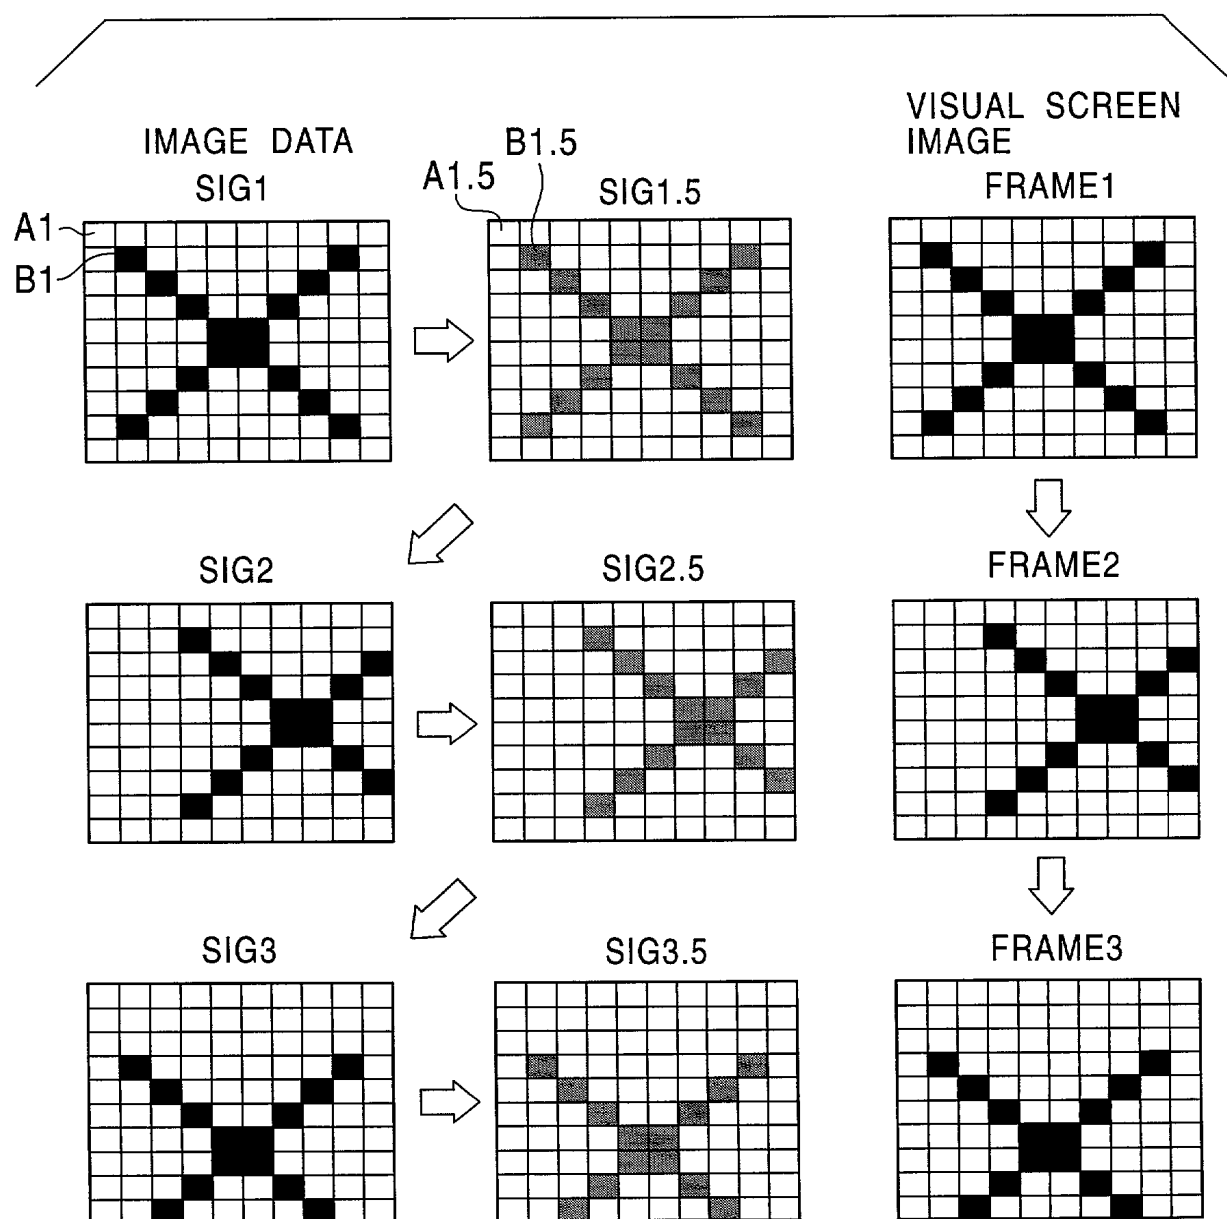 IMAGE DATA
VISUAL SCREEN
IMAGE
SIG1
A1.5
B1.5
SIG1.5
FRAME1
A1
B1
SIG2
SIG2.5
FRAME2
SIG3
SIG3.5
FRAME3